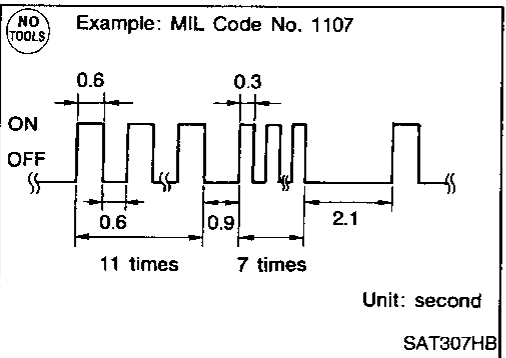 NO TOOLS
Example: MIL Code No. 1107
0.6
0.3
ON
OFF
0.6
0.9
2.1
11 times
7 times
Unit: second
SAT307HB